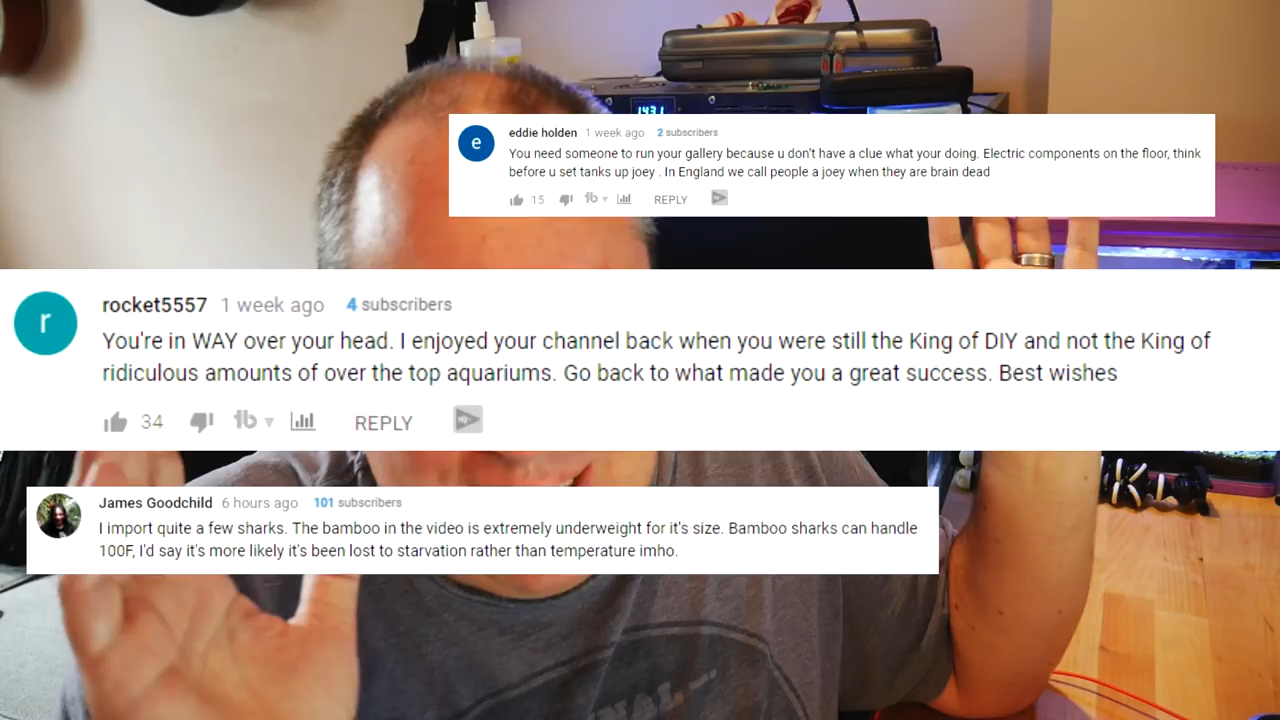 1431
eddie holden 1 week ago 2 subscribers
You need someone to run your gallery because u don't have a clue what your doing. Electric components on the floor, think
before u set tanks up joey . In England we call people a joey when they are brain dead
15 REPLY
r
rocket5557 1 week ago 4 subscribers
You're in WAY over your head. I enjoyed your channel back when you were still the King of DIY and not the King of
ridiculous amounts of over the top aquariums. Go back to what made you a great success. Best wishes
34 REPLY
James Goodchild 6 hours ago 101 subscribers
I import quite a few sharks. The bamboo in the video is extremely underweight for it's size. Bamboo sharks can handle
100F, I'd say it's more likely it's been lost to starvation rather than temperature imho.